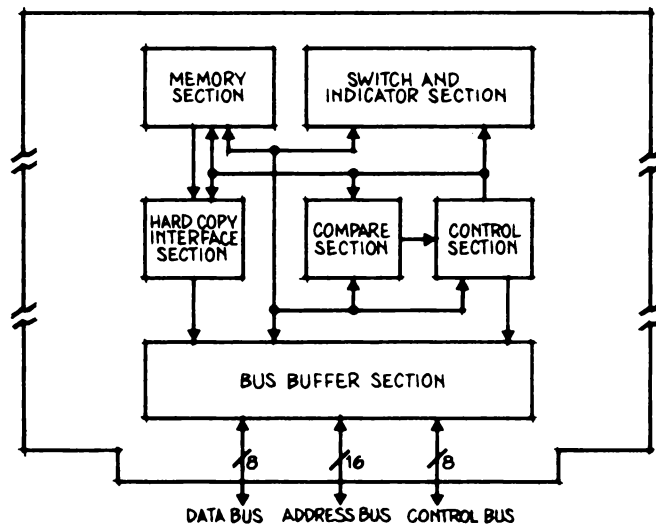 MEMORY
SECTION
SWITCH AND
INDICATOR SECTION
HARD COPY
INTERFACE
SECTION
COMPARE
SECTION
CONTROL
SECTION
BUS BUFFER SECTION
8
16
8
DATA BUS
ADDRESS BUS
CONTROL BUS